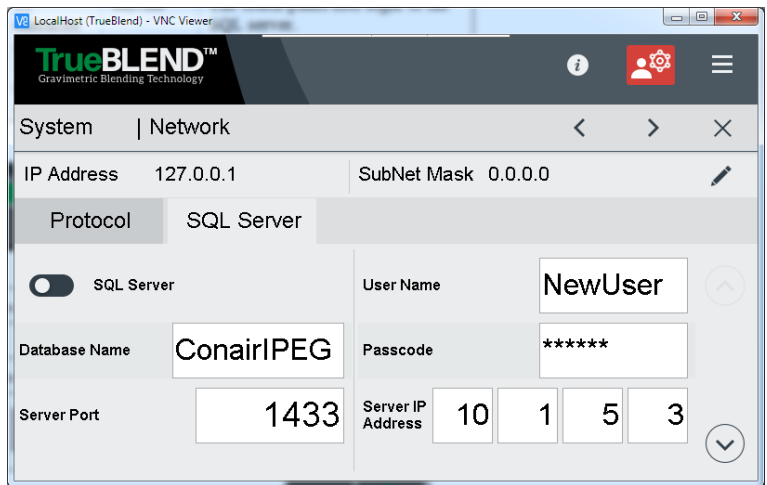 LocalHost (TrueBlend) - VNC Viewer
SQL server.
TrueBLEND™
Gravimetric Blending Technology
System | Network
IP Address 127.0.0.1 SubNet Mask 0.0.0.0
Protocol SQL Server
SQL Server User Name NewUser
Database Name ConairIPEG Passcode ******
Server Port 1433 Server IP Address 10 1 5 3